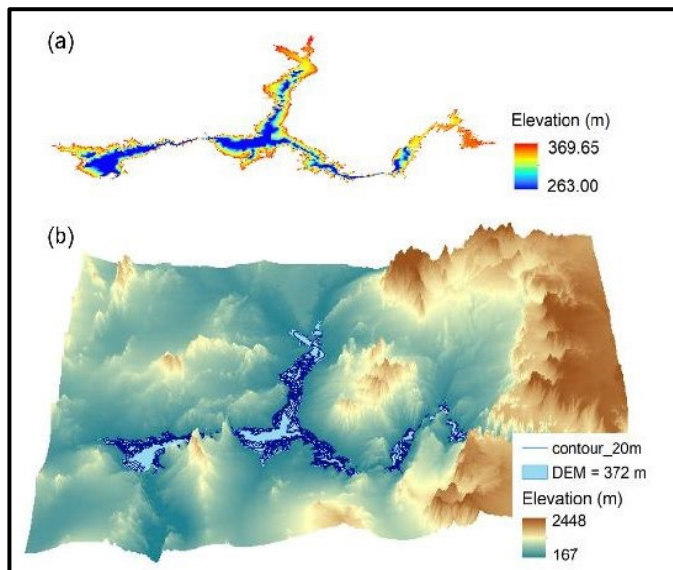 (a)
Elevation (m)
369.65
263.00
(b)
contour_20m
DEM = 372 m
Elevation (m)
2448
167